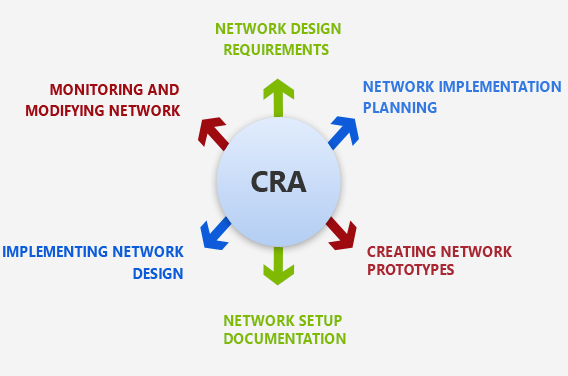 NETWORK DESIGN
REQUIREMENTS
NETWORK IMPLEMENTATION
PLANNING
MONITORING AND
MODIFYING NETWORK
CRA
IMPLEMENTING NETWORK
DESIGN
CREATING NETWORK
PROTOTYPES
NETWORK SETUP
DOCUMENTATION